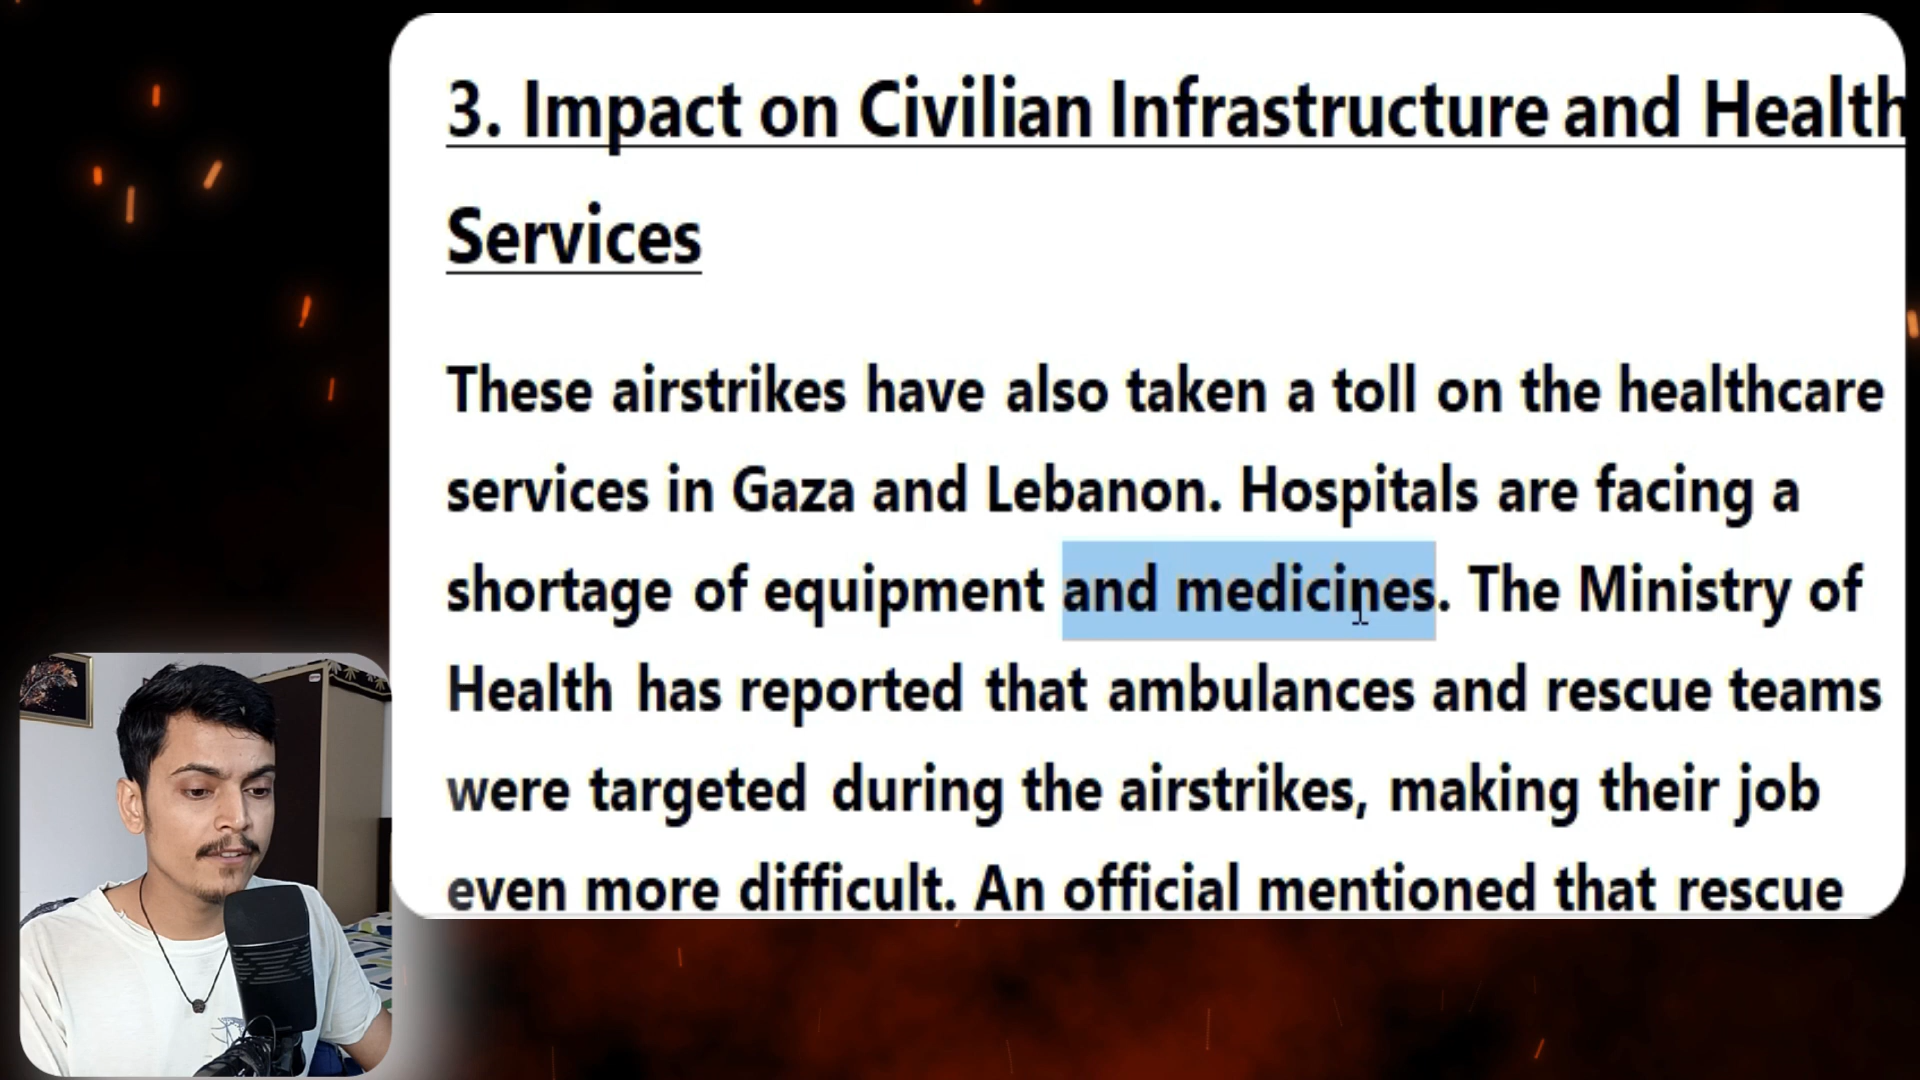 3. Impact on Civilian Infrastructure and Health
Services
These airstrikes have also taken a toll on the healthcare
services in Gaza and Lebanon. Hospitals are facing a
shortage of equipment and medicines. The Ministry of
Health has reported that ambulances and rescue teams
were targeted during the airstrikes, making their job
even more difficult. An official mentioned that rescue